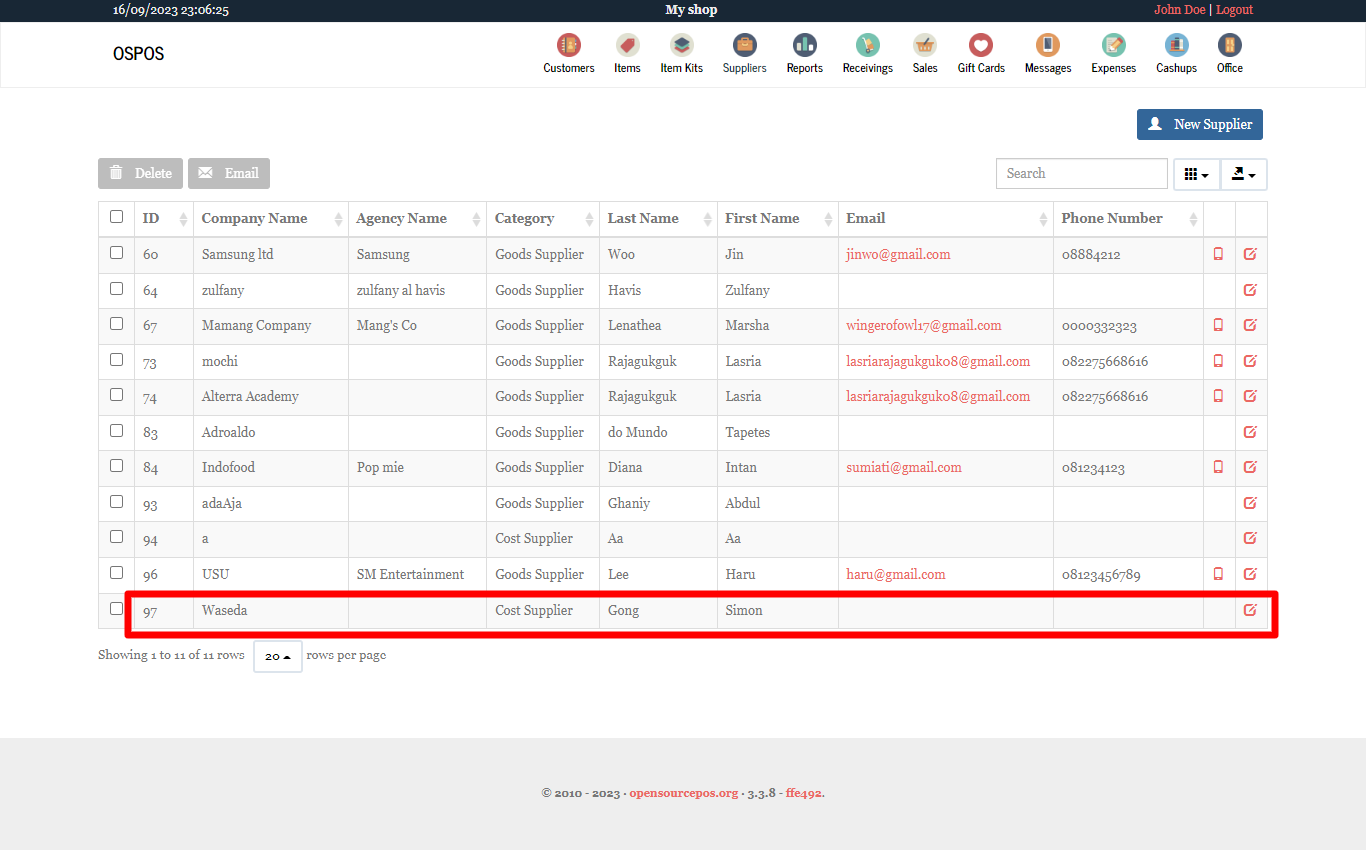 16/09/2023 23:06:25 My shop John Doe | Logout
OSPOS Customers Items Item Kits Suppliers Reports Receivings Sales Gift Cards Messages Expenses Cashups Office
New Supplier
Delete Email Search
ID Company Name Agency Name Category Last Name First Name Email Phone Number
60 Samsung ltd Samsung Goods Supplier Woo Jin jinwo@gmail.com 08884212
64 zulfany zulfany al havis Goods Supplier Havis Zulfany
67 Mamang Company Mang's Co Goods Supplier Lenathea Marsha wingerofowl17@gmail.com 0000332323
73 mochi Goods Supplier Rajagukguk Lasria lasriarajagukguk08@gmail.com 082275668616
74 Alterra Academy Goods Supplier Rajagukguk Lasria lasriarajagukguk08@gmail.com 082275668616
83 Adroaldo Goods Supplier do Mundo Tapetes
84 Indofood Pop mie Goods Supplier Diana Intan sumiati@gmail.com 081234123
93 adaAja Goods Supplier Ghaniy Abdul
94 a Cost Supplier Aa Aa
96 USU SM Entertainment Goods Supplier Lee Haru haru@gmail.com 08123456789
97 Waseda Cost Supplier Gong Simon
Showing 1 to 11 of 11 rows 20 rows per page
© 2010 - 2023 · opensourcepos.org · 3.3.8 - ffe492.